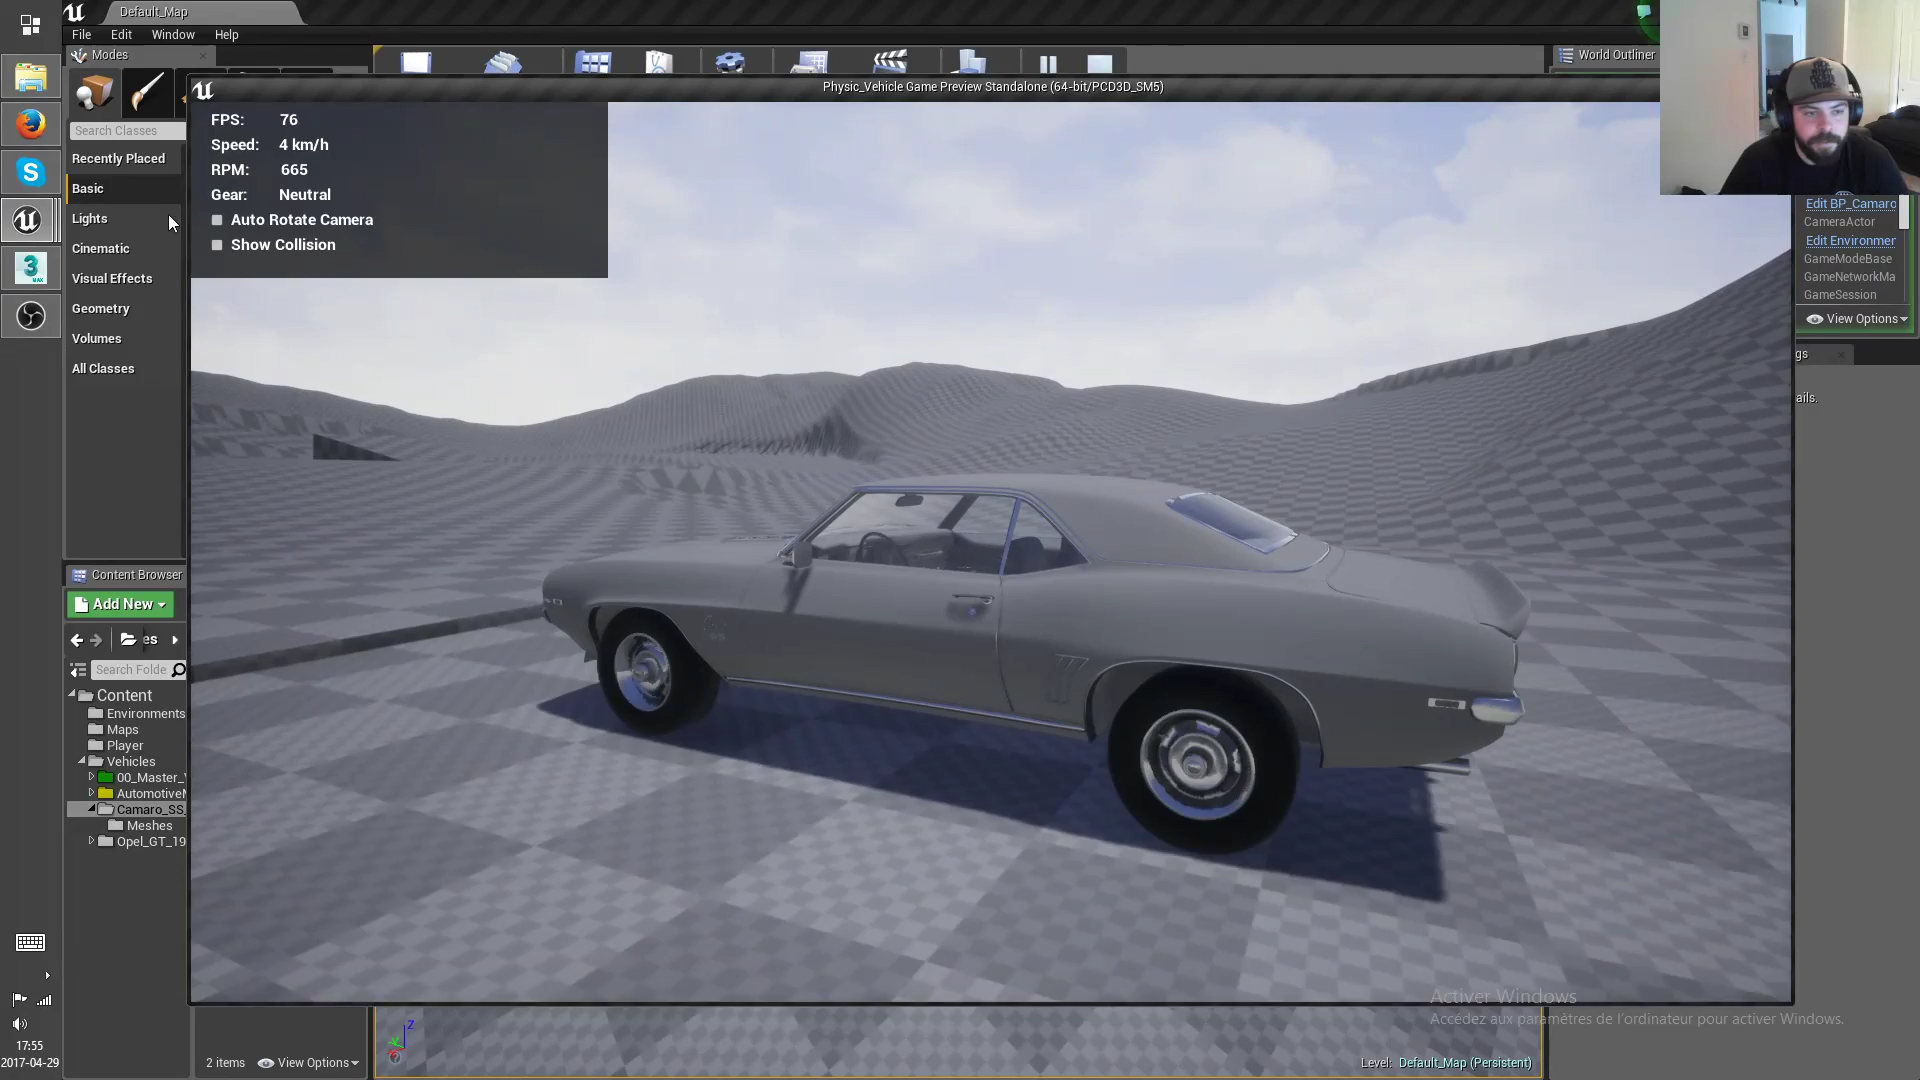 Default_Map
File Edit Window Help
Modes
World Outliner
Physic_Vehicle Game Preview Standalone (64-bit/PCD3D_SM5)
FPS: 76
Speed: 4 km/h
RPM: 665
Gear: Neutral
Auto Rotate Camera
Show Collision
Search Classes
Recently Placed
Basic
Lights
Cinematic
Visual Effects
Geometry
Volumes
All Classes
Edit BP_Camaro
CameraActor
Edit Environmer
GameModeBase
GameNetworkMa
GameSession
View Options
gs
ails.
Content Browser
Add New
es
Search Folde
Content
Environments
Maps
Player
Vehicles
00_Master_
Automotive
Camaro_SS_
Meshes
Opel_GT_19
Activer Windows
Accédez aux paramètres de l'ordinateur pour activer Windows.
2 items View Options
Z
Level: Default_Map (Persistent)
17:55
2017-04-29